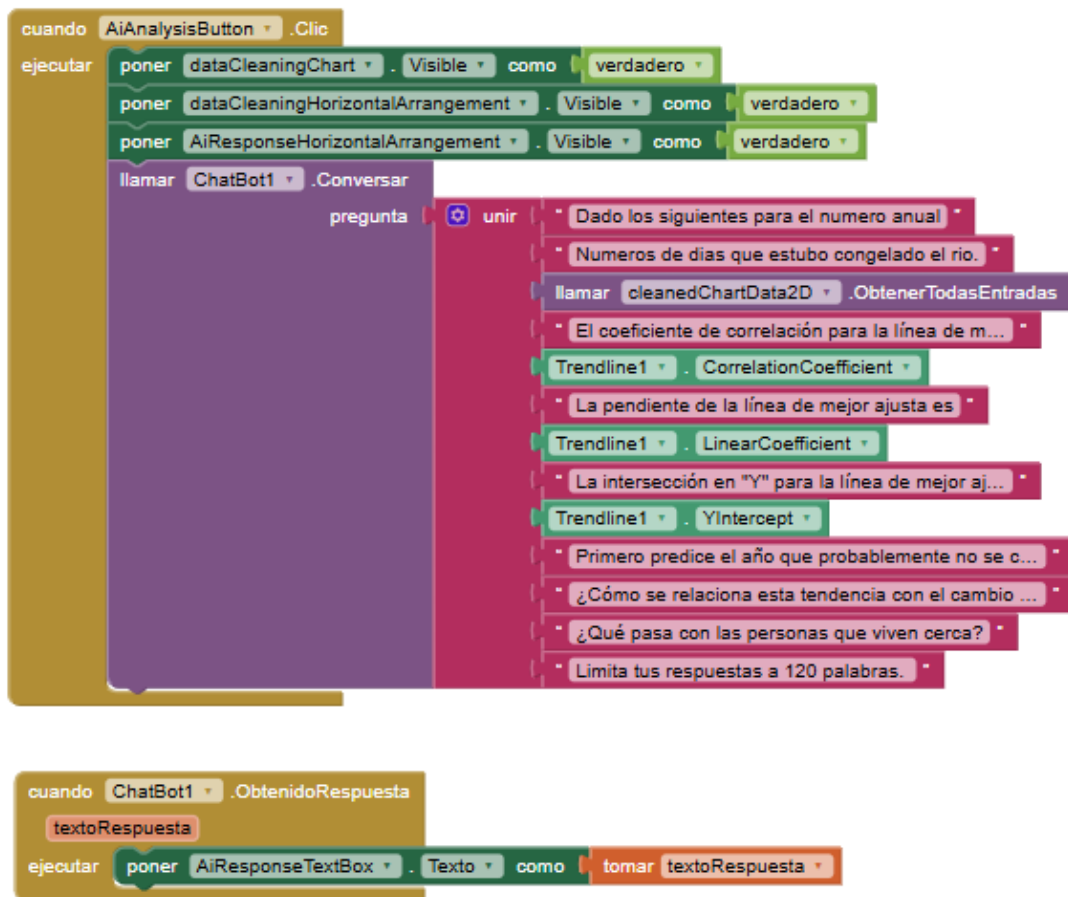 cuando AiAnalysisButton .Clic
ejecutar poner dataCleaningChart . Visible como verdadero
poner dataCleaningHorizontalArrangement . Visible como verdadero
poner AiResponseHorizontalArrangement . Visible como verdadero
llamar ChatBot1 .Conversar
pregunta unir " Dado los siguientes para el numero anual "
" Numeros de dias que estubo congelado el rio. "
llamar cleanedChartData2D .ObtenerTodasEntradas
" El coeficiente de correlación para la línea de m... "
Trendline1 . CorrelationCoefficient
" La pendiente de la línea de mejor ajusta es "
Trendline1 . LinearCoefficient
" La intersección en "Y" para la línea de mejor aj... "
Trendline1 . YIntercept
" Primero predice el año que probablemente no se c... "
" ¿Cómo se relaciona esta tendencia con el cambio ... "
" ¿Qué pasa con las personas que viven cerca? "
" Limita tus respuestas a 120 palabras. "
cuando ChatBot1 .ObtenidoRespuesta
textoRespuesta
ejecutar poner AiResponseTextBox . Texto como tomar textoRespuesta